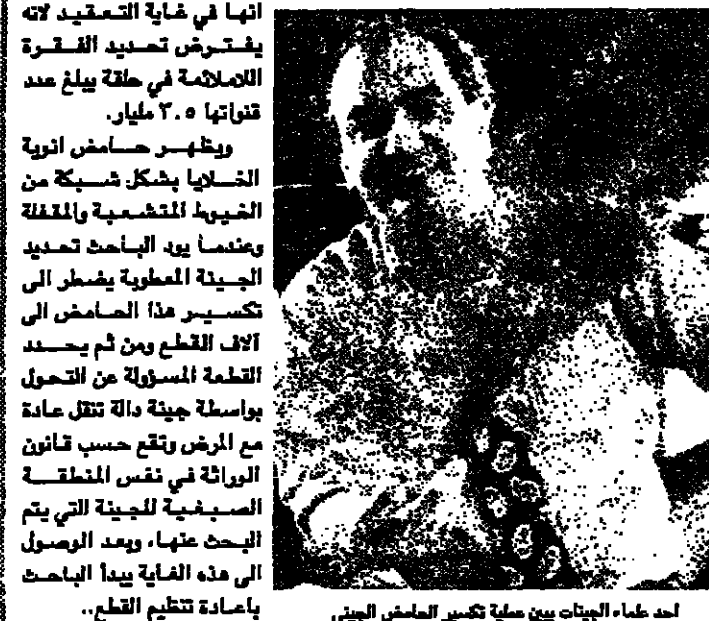 انها في غاية التعقيد لانه
يفترض تحديد الفقرة
اللاملائمة في حلقة يبلغ عدد
قنواتها ٣.٥ مليار.
ويظهر حامض انوية
الخلايا بشكل شبكة من
الخيوط المتشعبة والمقفلة
وعندما يود الباحث تحديد
الجينة المعطوبة يضطر الى
تكسير هذا الحامض الى
آلاف القطع ومن ثم يحدد
القطعة المسؤولة عن التحول
بواسطة جينة دالة تنقل عادة
مع المرض وتقع حسب قانون
الوراثة في نفس المنطقة
الصبغية للجينة التي يتم
البحث عنها، وبعد الوصول
الى هذه الغاية يبدأ الباحث
باعادة تنظيم القطع..
احد علماء الجينات يبين عملية تكسير الحامض الجيني